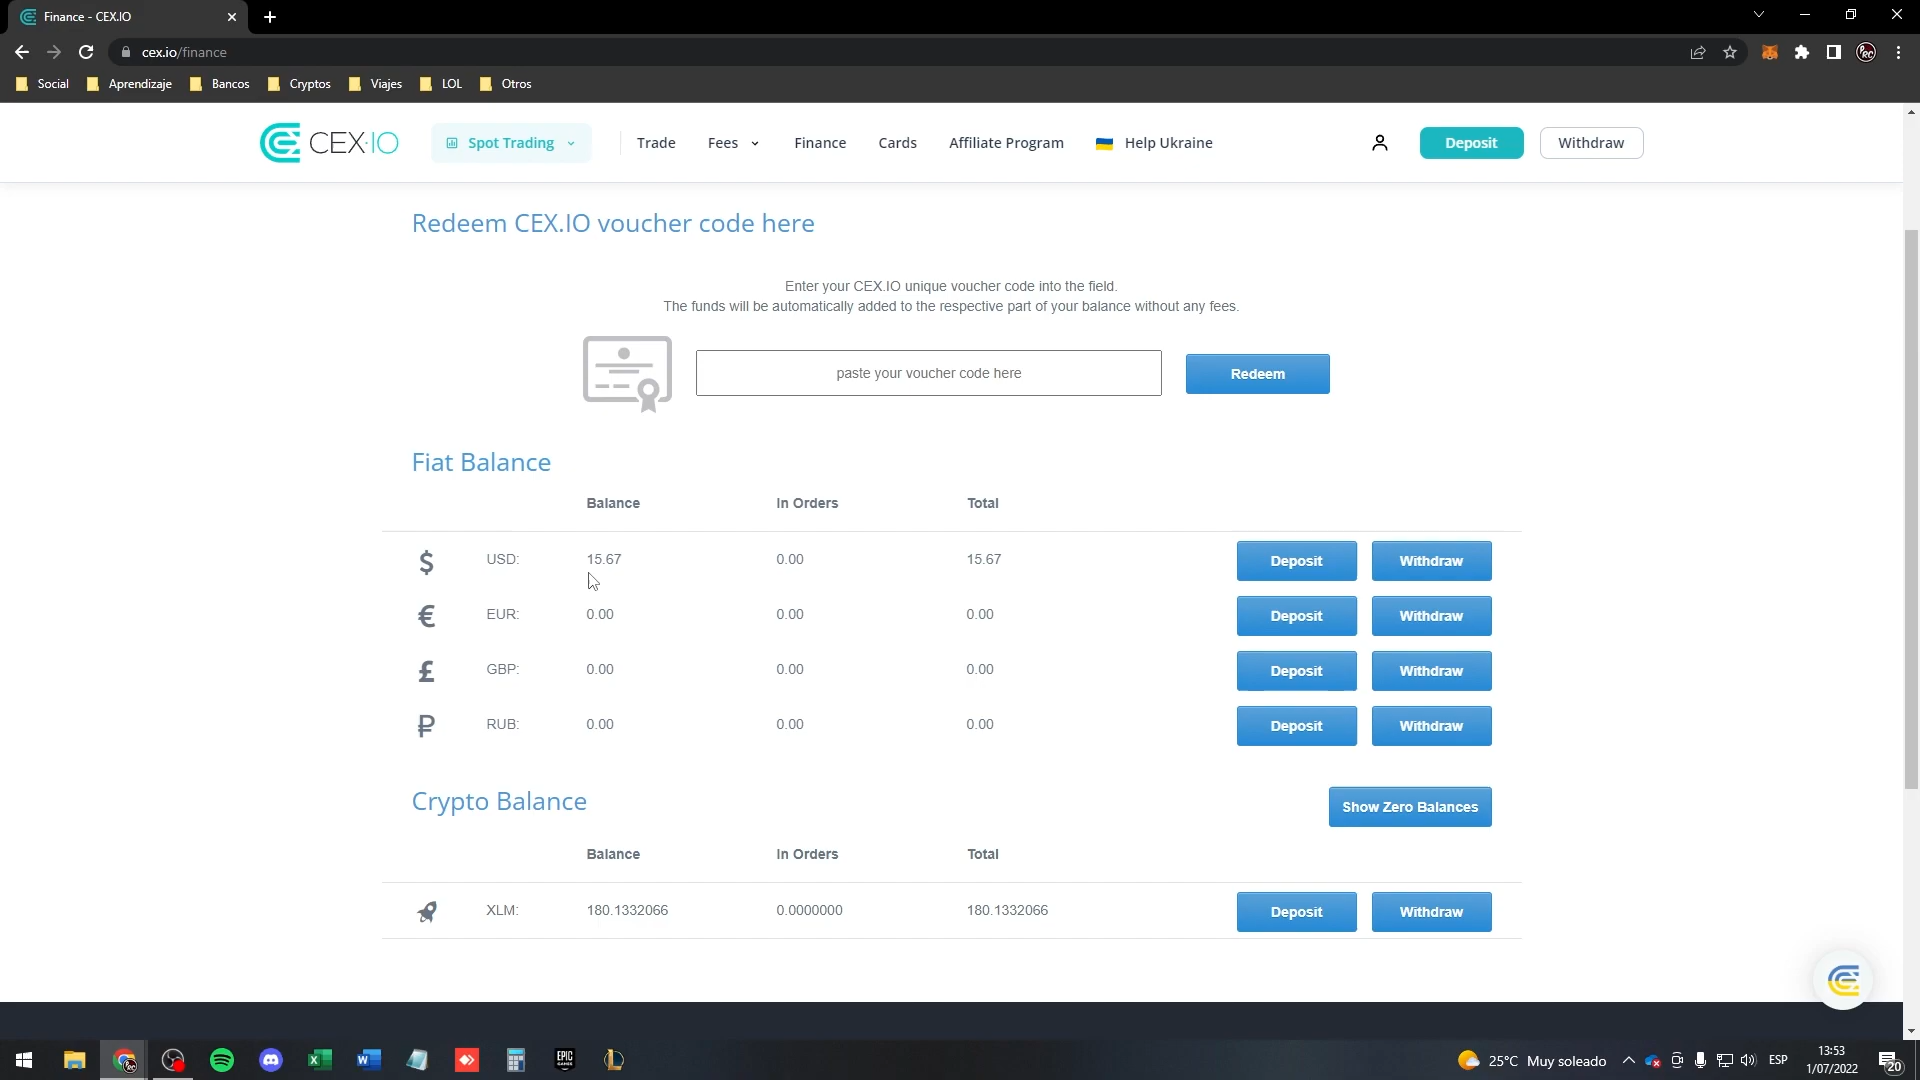 Finance - CEX.IO
cex.io/finance
Social Aprendizaje Bancos Cryptos Viajes LOL Otros
CEX·IO Spot Trading Trade Fees Finance Cards Affiliate Program Help Ukraine Deposit Withdraw
Redeem CEX.IO voucher code here
Enter your CEX.IO unique voucher code into the field.
The funds will be automatically added to the respective part of your balance without any fees.
paste your voucher code here Redeem
Fiat Balance
Balance In Orders Total
$ USD: 15.67 0.00 15.67 Deposit Withdraw
€ EUR: 0.00 0.00 0.00 Deposit Withdraw
£ GBP: 0.00 0.00 0.00 Deposit Withdraw
₽ RUB: 0.00 0.00 0.00 Deposit Withdraw
Crypto Balance Show Zero Balances
Balance In Orders Total
XLM: 180.1332066 0.0000000 180.1332066 Deposit Withdraw
EPIC GAMES
25°C Muy soleado ESP
13:53
1/07/2022
20